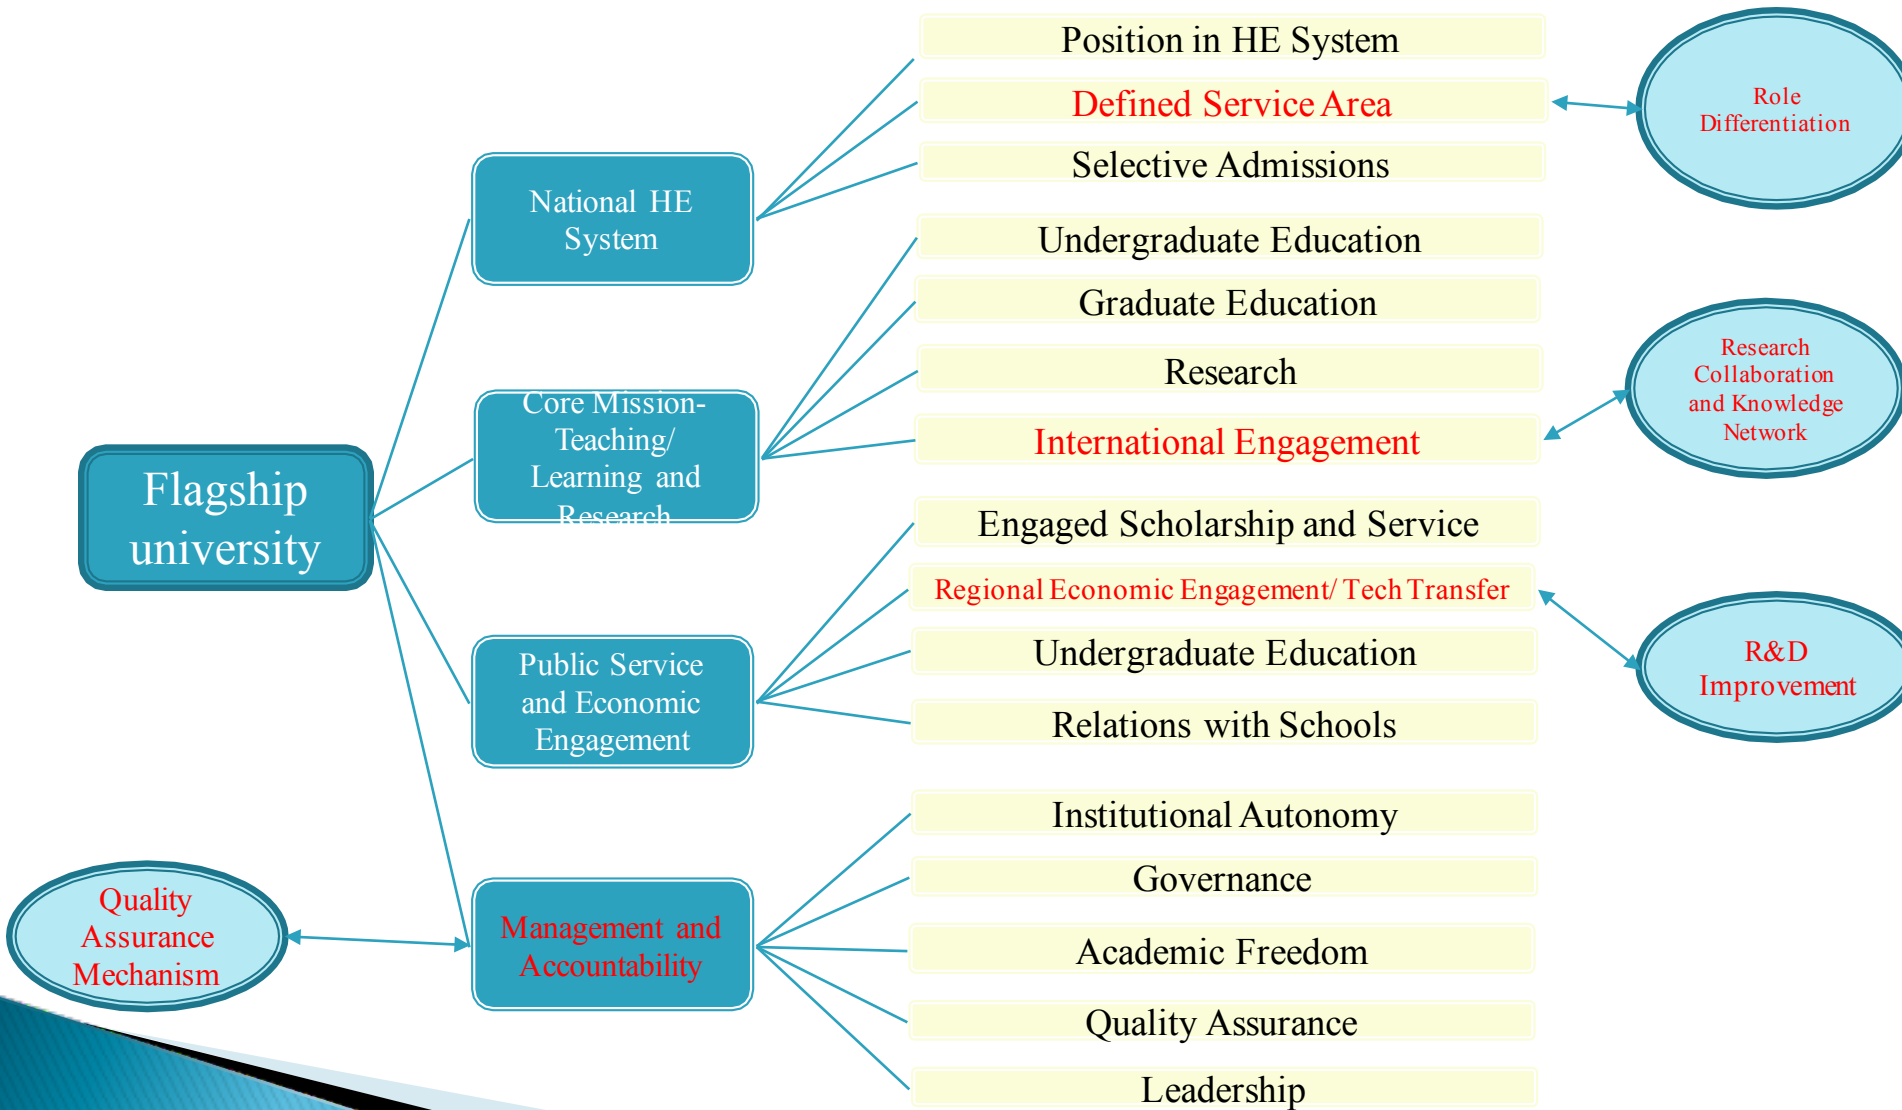 Flagship
university
National HE
System
Position in HE System
Defined Service Area
Selective Admissions
Role
Differentiation
Core Mission-
Teaching/
Learning and
Research
Undergraduate Education
Graduate Education
Research
International Engagement
Research
Collaboration
and Knowledge
Network
Public Service
and Economic
Engagement
Engaged Scholarship and Service
Regional Economic Engagement/ Tech Transfer
Undergraduate Education
Relations with Schools
R&D
Improvement
Quality
Assurance
Mechanism
Management and
Accountability
Institutional Autonomy
Governance
Academic Freedom
Quality Assurance
Leadership